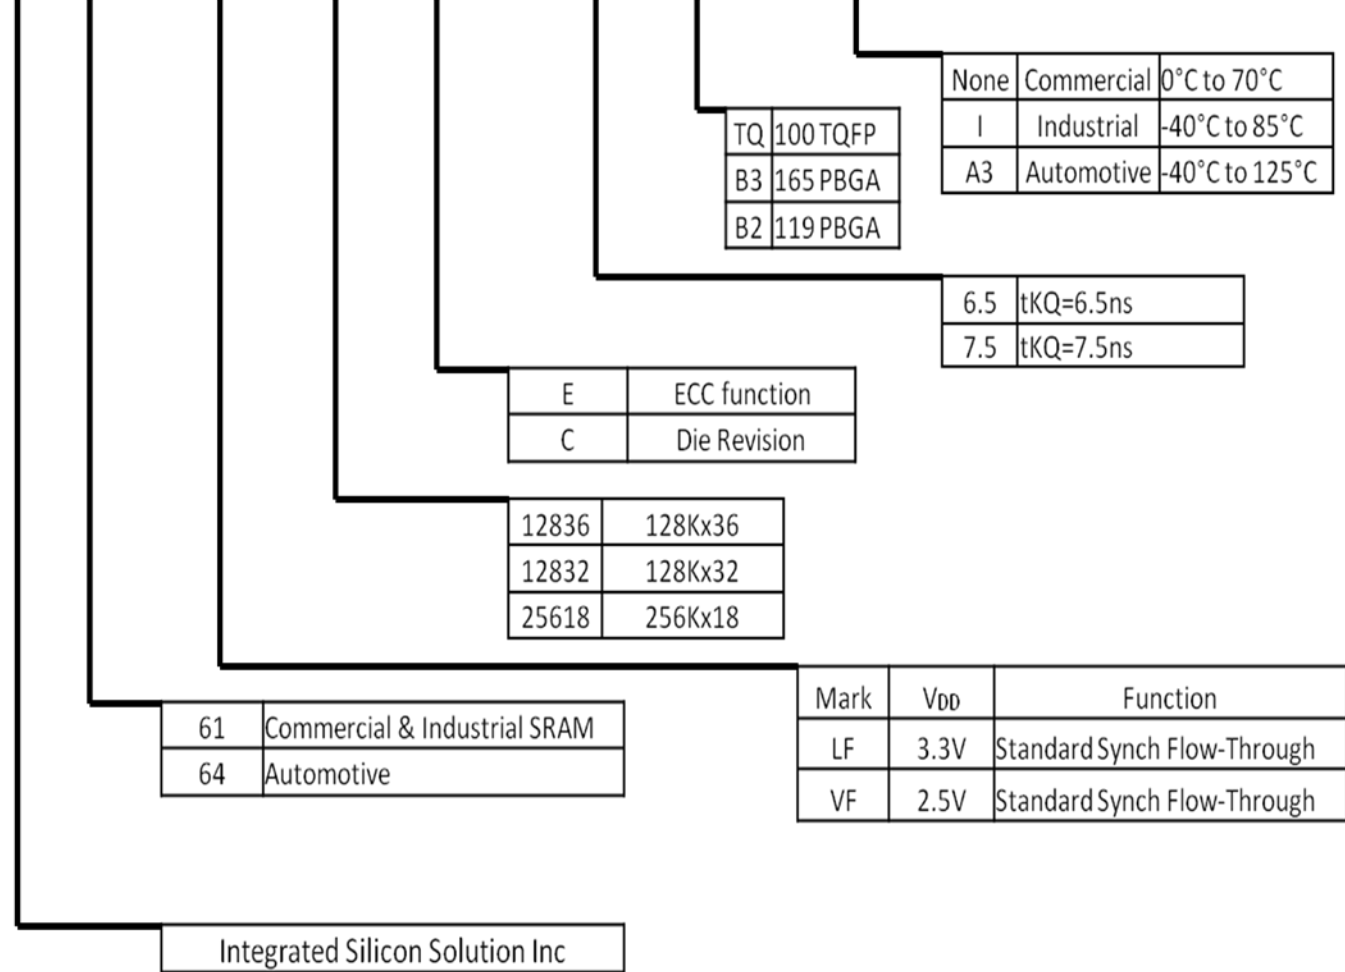 None Commercial 0°C to 70°C
I Industrial -40°C to 85°C
A3 Automotive -40°C to 125°C
TQ 100 TQFP
B3 165 PBGA
B2 119 PBGA
6.5 tKQ=6.5ns
7.5 tKQ=7.5ns
E ECC function
C Die Revision
12836 128Kx36
12832 128Kx32
25618 256Kx18
Mark VDD Function
LF 3.3V Standard Synch Flow-Through
VF 2.5V Standard Synch Flow-Through
61 Commercial & Industrial SRAM
64 Automotive
Integrated Silicon Solution Inc